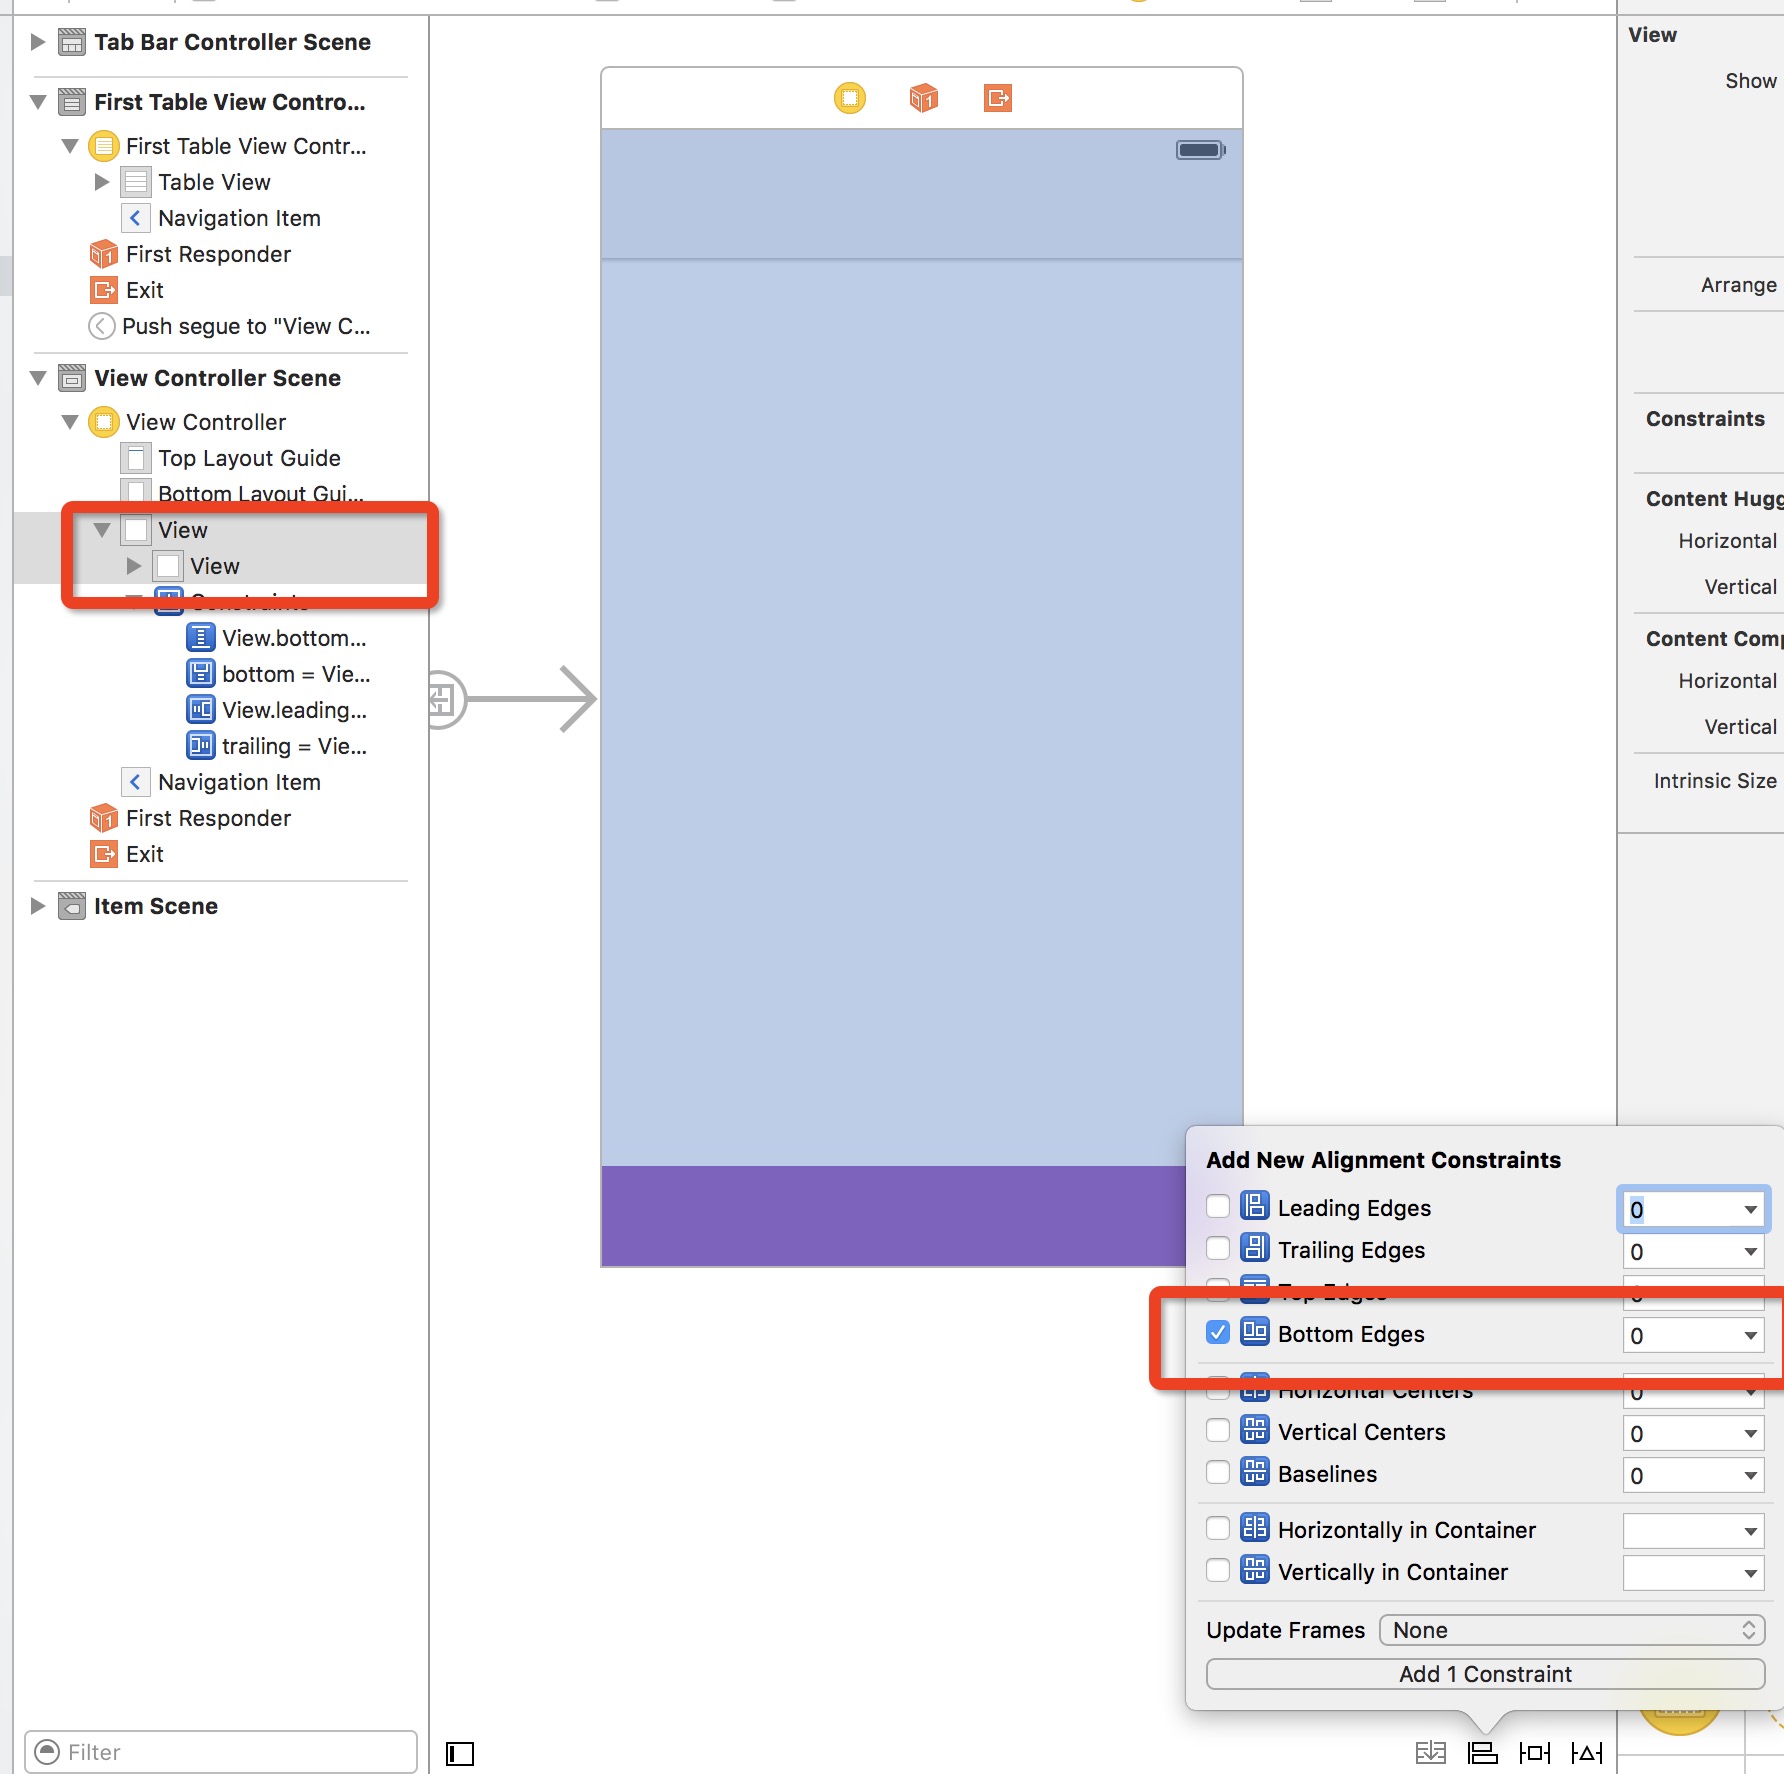 Tab Bar Controller Scene
First Table View Contro...
First Table View Contr...
Table View
Navigation Item
First Responder
Exit
Push segue to "View C...
View Controller Scene
View Controller
Top Layout Guide
Bottom Layout Gui...
View
View
Constraints
View.bottom...
bottom = Vie...
View.leading...
trailing = Vie...
Navigation Item
First Responder
Exit
Item Scene
Filter
View
Show
Arrange
Constraints
Content Hugg
Horizontal
Vertical
Content Comp
Horizontal
Vertical
Intrinsic Size
Add New Alignment Constraints
Leading Edges 0
Trailing Edges 0
Top Edges 0
Bottom Edges 0
Horizontal Centers 0
Vertical Centers 0
Baselines 0
Horizontally in Container
Vertically in Container
Update Frames None
Add 1 Constraint